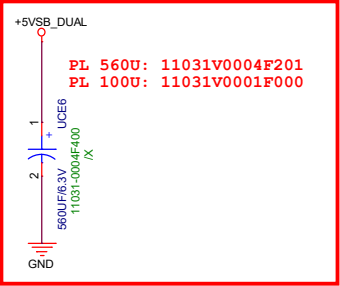 +5VSB_DUAL
PL 560U: 11031V0004F201
PL 100U: 11031V0001F000
1
UCE6
+
2
560UF/6.3V
11031-0004F400
/X
GND